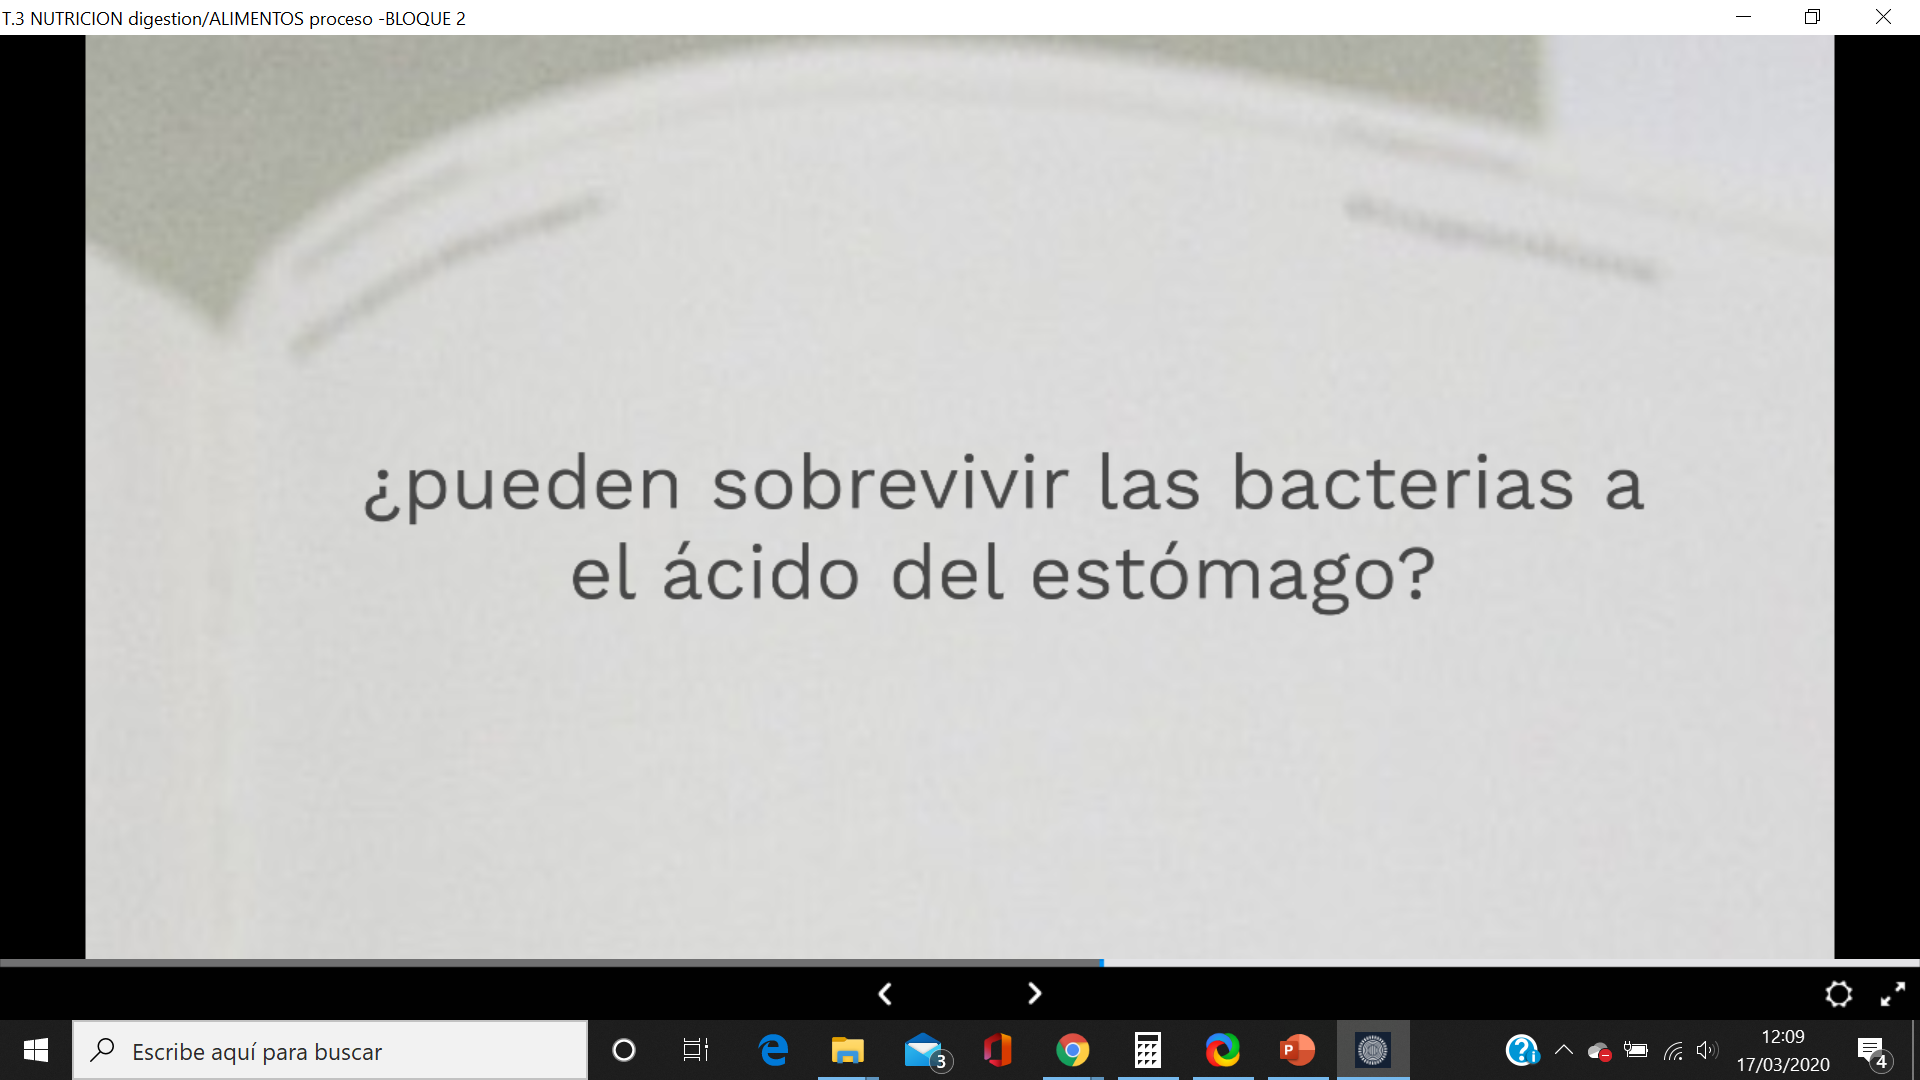 T.3 NUTRICION digestion/ALIMENTOS proceso -BLOQUE 2
¿pueden sobrevivir las bacterias a
el ácido del estómago?
Escribe aquí para buscar
3
P
12:09
17/03/2020
4